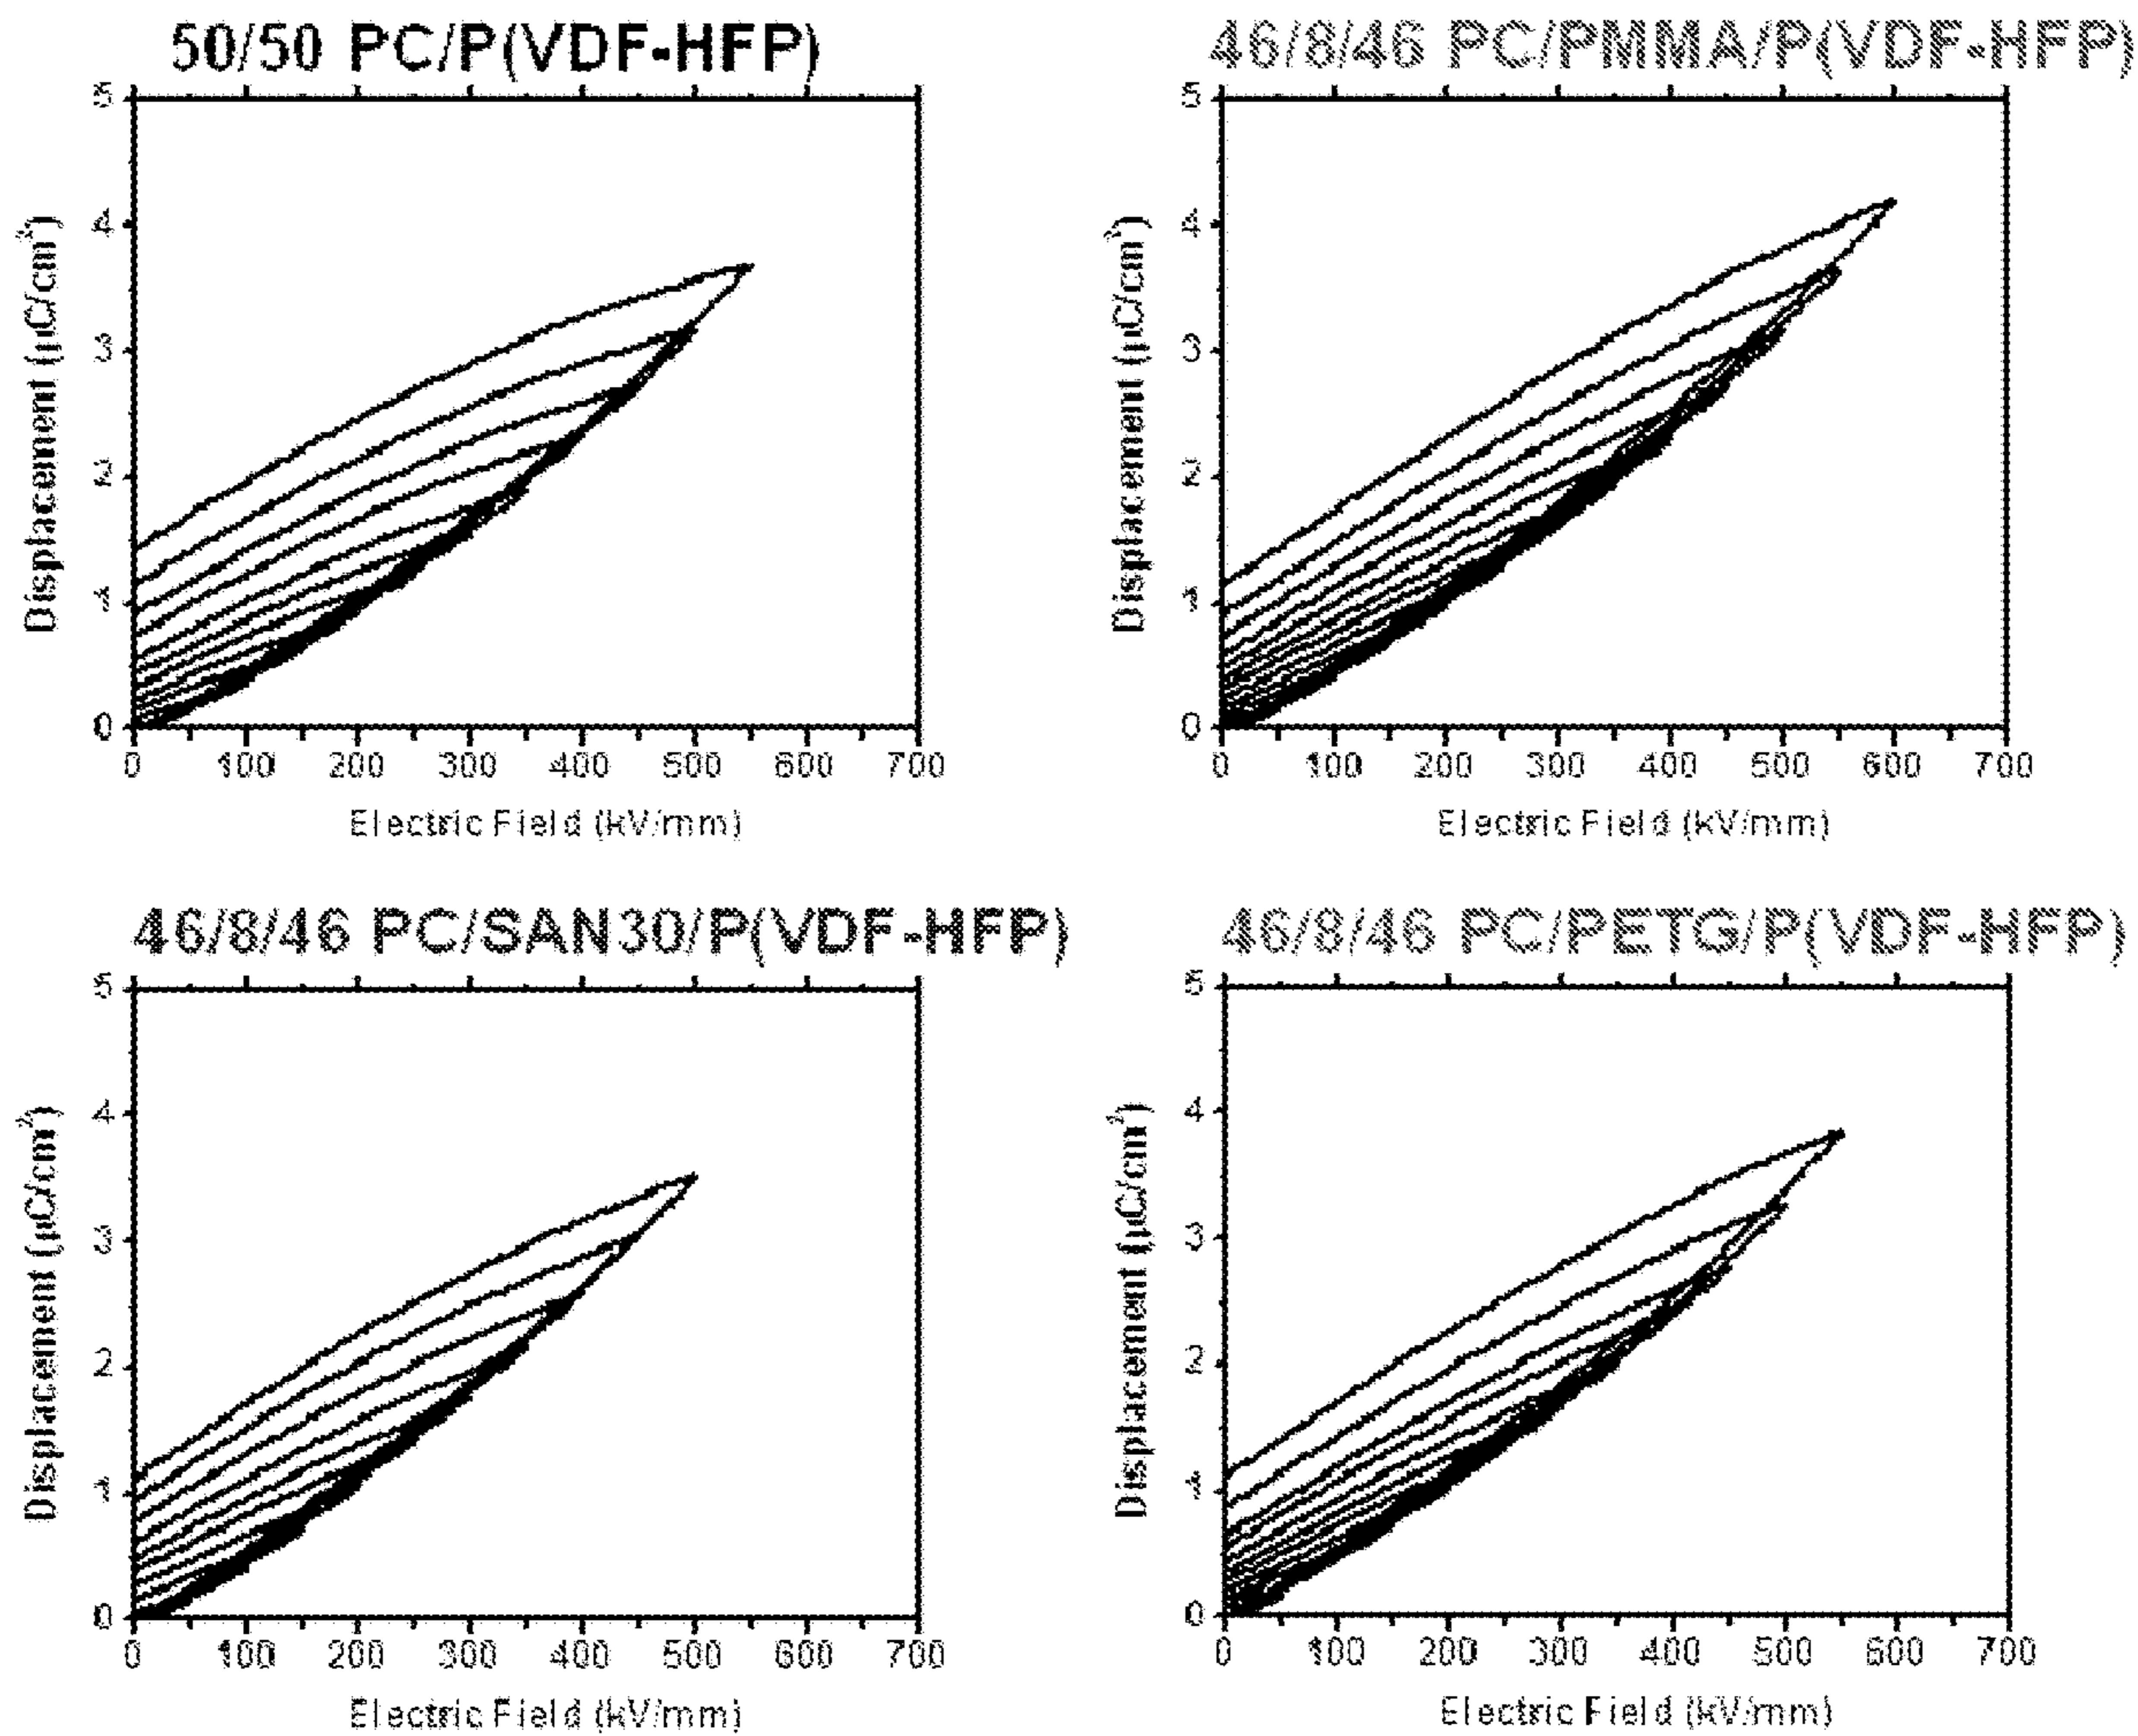 50/50 PC/P(VDF-HFP)
5
4
3
2
1
0
Displacement (µC/cm²)
0 100 200 300 400 500 600 700
Electric Field (kV/mm)
46/8/46 PC/PMMA/P(VDF-HFP)
5
4
3
2
1
0
Displacement (µC/cm²)
0 100 200 300 400 500 600 700
Electric Field (kV/mm)
46/8/46 PC/SAN30/P(VDF-HFP)
5
4
3
2
1
0
Displacement (µC/cm²)
0 100 200 300 400 500 600 700
Electric Field (kV/mm)
46/8/46 PC/PETG/P(VDF-HFP)
5
4
3
2
1
0
Displacement (µC/cm²)
0 100 200 300 400 500 600 700
Electric Field (kV/mm)